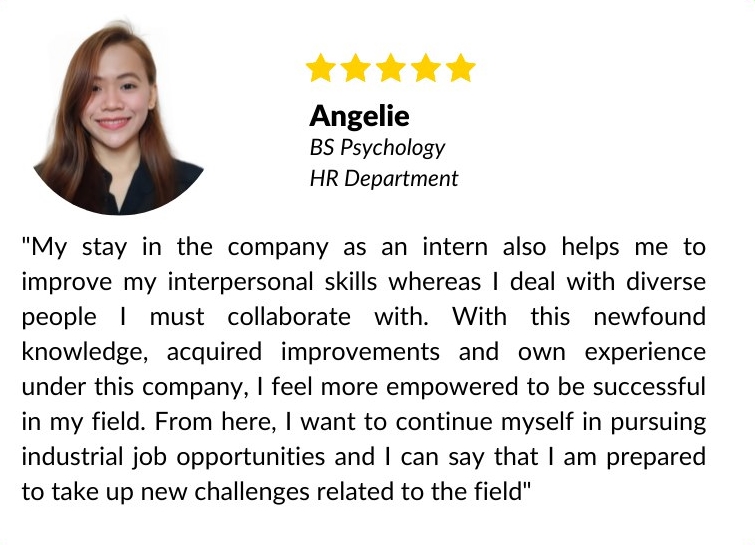 Angelie
BS Psychology
HR Department
"My stay in the company as an intern also helps me to
improve my interpersonal skills whereas I deal with diverse
people I must collaborate with. With this newfound
knowledge, acquired improvements and own experience
under this company, I feel more empowered to be successful
in my field. From here, I want to continue myself in pursuing
industrial job opportunities and I can say that I am prepared
to take up new challenges related to the field"